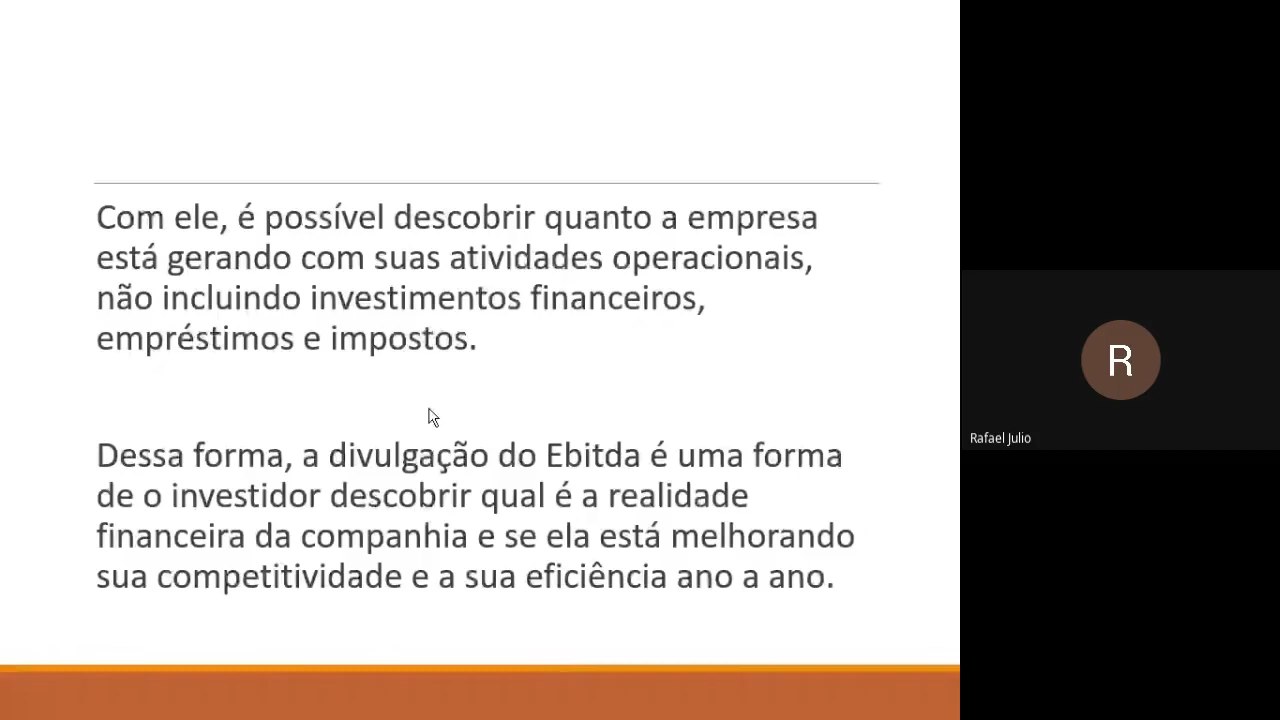 Com ele, é possível descobrir quanto a empresa
está gerando com suas atividades operacionais,
não incluindo investimentos financeiros,
empréstimos e impostos.
Dessa forma, a divulgação do Ebitda é uma forma
de o investidor descobrir qual é a realidade
financeira da companhia e se ela está melhorando
sua competitividade e a sua eficiência ano a ano.
R
Rafael Julio